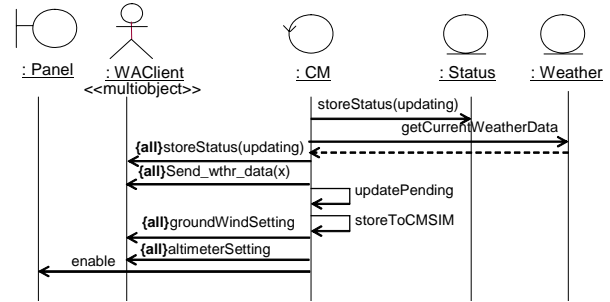 : Panel
: WAClient
<<multiobject>>
: CM
: Status
: Weather
storeStatus(updating)
getCurrentWeatherData
{all}storeStatus(updating)
{all}Send_wthr_data(x)
updatePending
storeToCMSIM
{all}groundWindSetting
{all}altimeterSetting
enable